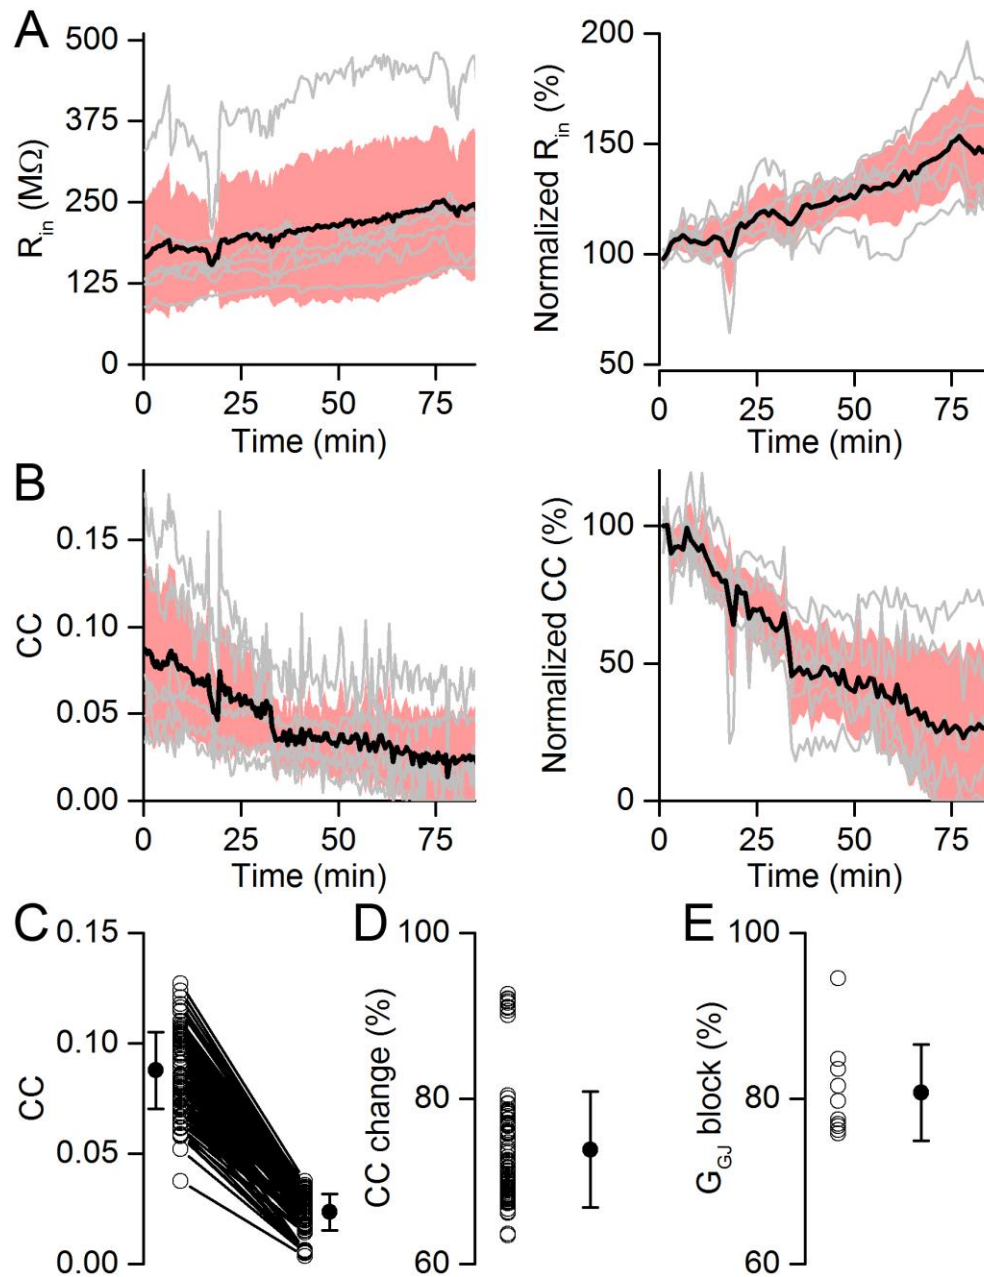 A
500
375
250
125
0
R_in (MΩ)
0 25 50 75
Time (min)
200
150
100
50
Normalized R_in (%)
0 25 50 75
Time (min)
B
0.15
0.10
0.05
0.00
CC
0 25 50 75
Time (min)
100
50
0
Normalized CC (%)
0 25 50 75
Time (min)
C
0.15
0.10
0.05
0.00
CC
D
100
80
60
CC change (%)
E
100
80
60
G_GJ block (%)